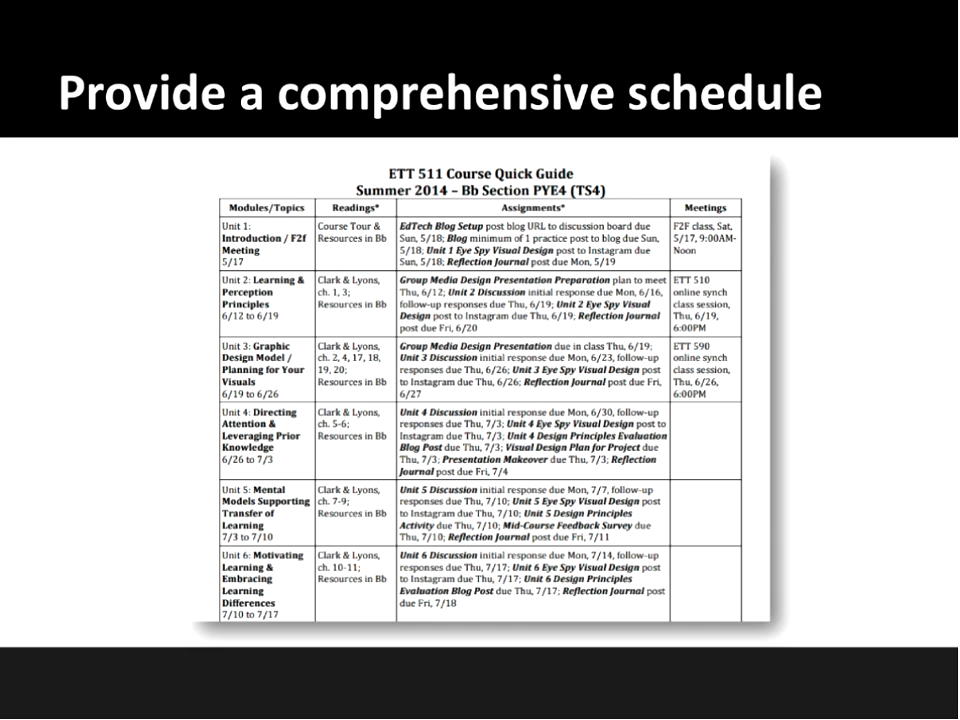 Provide a comprehensive schedule
ETT 511 Course Quick Guide
Summer 2014 – Bb Section PYE4 (TS4)
Modules/Topics Readings* Assignments* Meetings
Unit 1:
Introduction / F2f
Meeting
5/17
Course Tour &
Resources in Bb
EdTech Blog Setup post blog URL to discussion board due
Sun, 5/18; Blog minimum of 1 practice post to blog due Sun,
5/18; Unit 1 Eye Spy Visual Design post to Instagram due
Sun, 5/18; Reflection Journal post due Mon, 5/19
F2F class, Sat,
5/17, 9:00AM-
Noon
Unit 2: Learning &
Perception
Principles
6/12 to 6/19
Clark & Lyons,
ch. 1, 3;
Resources in Bb
Group Media Design Presentation Preparation plan to meet
Thu, 6/12; Unit 2 Discussion initial response due Mon, 6/16,
follow-up responses due Thu, 6/19; Unit 2 Eye Spy Visual
Design post to Instagram due Thu, 6/19; Reflection Journal
post due Fri, 6/20
ETT 510
online synch
class session,
Thu, 6/19,
6:00PM
Unit 3: Graphic
Design Model /
Planning for Your
Visuals
6/19 to 6/26
Clark & Lyons,
ch. 2, 4, 17, 18,
19, 20;
Resources in Bb
Group Media Design Presentation due in class Thu, 6/19;
Unit 3 Discussion initial response due Mon, 6/23, follow-up
responses due Thu, 6/26; Unit 3 Eye Spy Visual Design post
to Instagram due Thu, 6/26; Reflection Journal post due Fri,
6/27
ETT 590
online synch
class session,
Thu, 6/26,
6:00PM
Unit 4: Directing
Attention &
Leveraging Prior
Knowledge
6/26 to 7/3
Clark & Lyons,
ch. 5-6;
Resources in Bb
Unit 4 Discussion initial response due Mon, 6/30, follow-up
responses due Thu, 7/3; Unit 4 Eye Spy Visual Design post to
Instagram due Thu, 7/3; Unit 4 Design Principles Evaluation
Blog Post due Thu, 7/3; Visual Design Plan for Project due
Thu, 7/3; Presentation Makeover due Thu, 7/3; Reflection
Journal post due Fri, 7/4
Unit 5: Mental
Models Supporting
Transfer of
Learning
7/3 to 7/10
Clark & Lyons,
ch. 7-9;
Resources in Bb
Unit 5 Discussion initial response due Mon, 7/7, follow-up
responses due Thu, 7/10; Unit 5 Eye Spy Visual Design post
to Instagram due Thu, 7/10; Unit 5 Design Principles
Activity due Thu, 7/10; Mid-Course Feedback Survey due
Thu, 7/10; Reflection Journal post due Fri, 7/11
Unit 6: Motivating
Learning &
Embracing
Learning
Differences
7/10 to 7/17
Clark & Lyons,
ch. 10-11;
Resources in Bb
Unit 6 Discussion initial response due Mon, 7/14, follow-up
responses due Thu, 7/17; Unit 6 Eye Spy Visual Design post
to Instagram due Thu, 7/17; Unit 6 Design Principles
Evaluation Blog Post due Thu, 7/17; Reflection Journal post
due Fri, 7/18